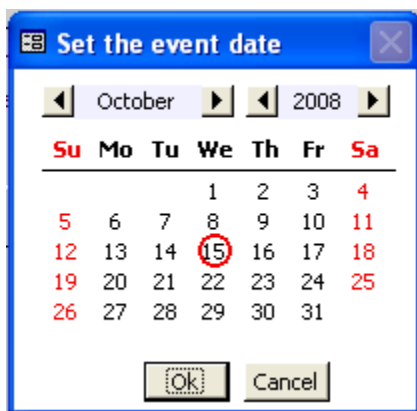 Set the event date
October 2008
Su Mo Tu We Th Fr Sa
1 2 3 4
5 6 7 8 9 10 11
12 13 14 15 16 17 18
19 20 21 22 23 24 25
26 27 28 29 30 31
Ok Cancel